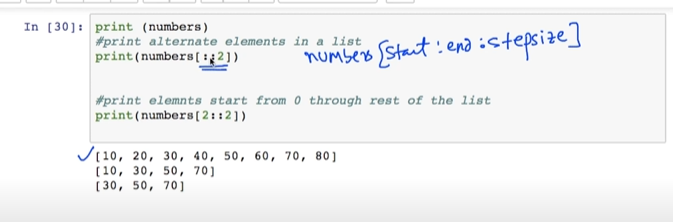 In [30]: print (numbers)
#print alternate elements in a list
print(numbers[::2])
numbers[Start:end:stepsize]
#print elemnts start from 0 through rest of the list
print(numbers[2::2])
[10, 20, 30, 40, 50, 60, 70, 80]
[10, 30, 50, 70]
[30, 50, 70]